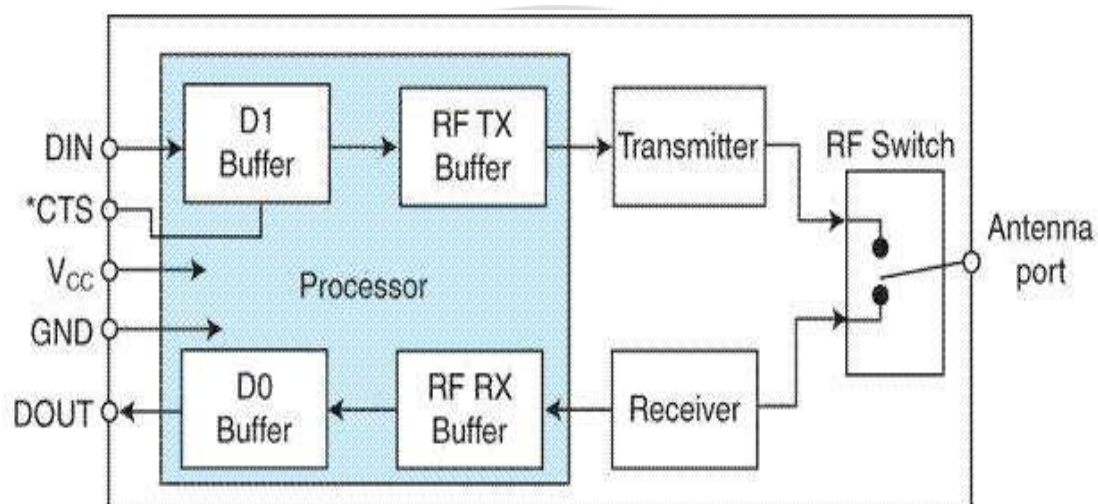 DIN
*CTS
VCC
GND
DOUT
D1
Buffer
RF TX
Buffer
Transmitter
RF Switch
Antenna
port
Processor
D0
Buffer
RF RX
Buffer
Receiver